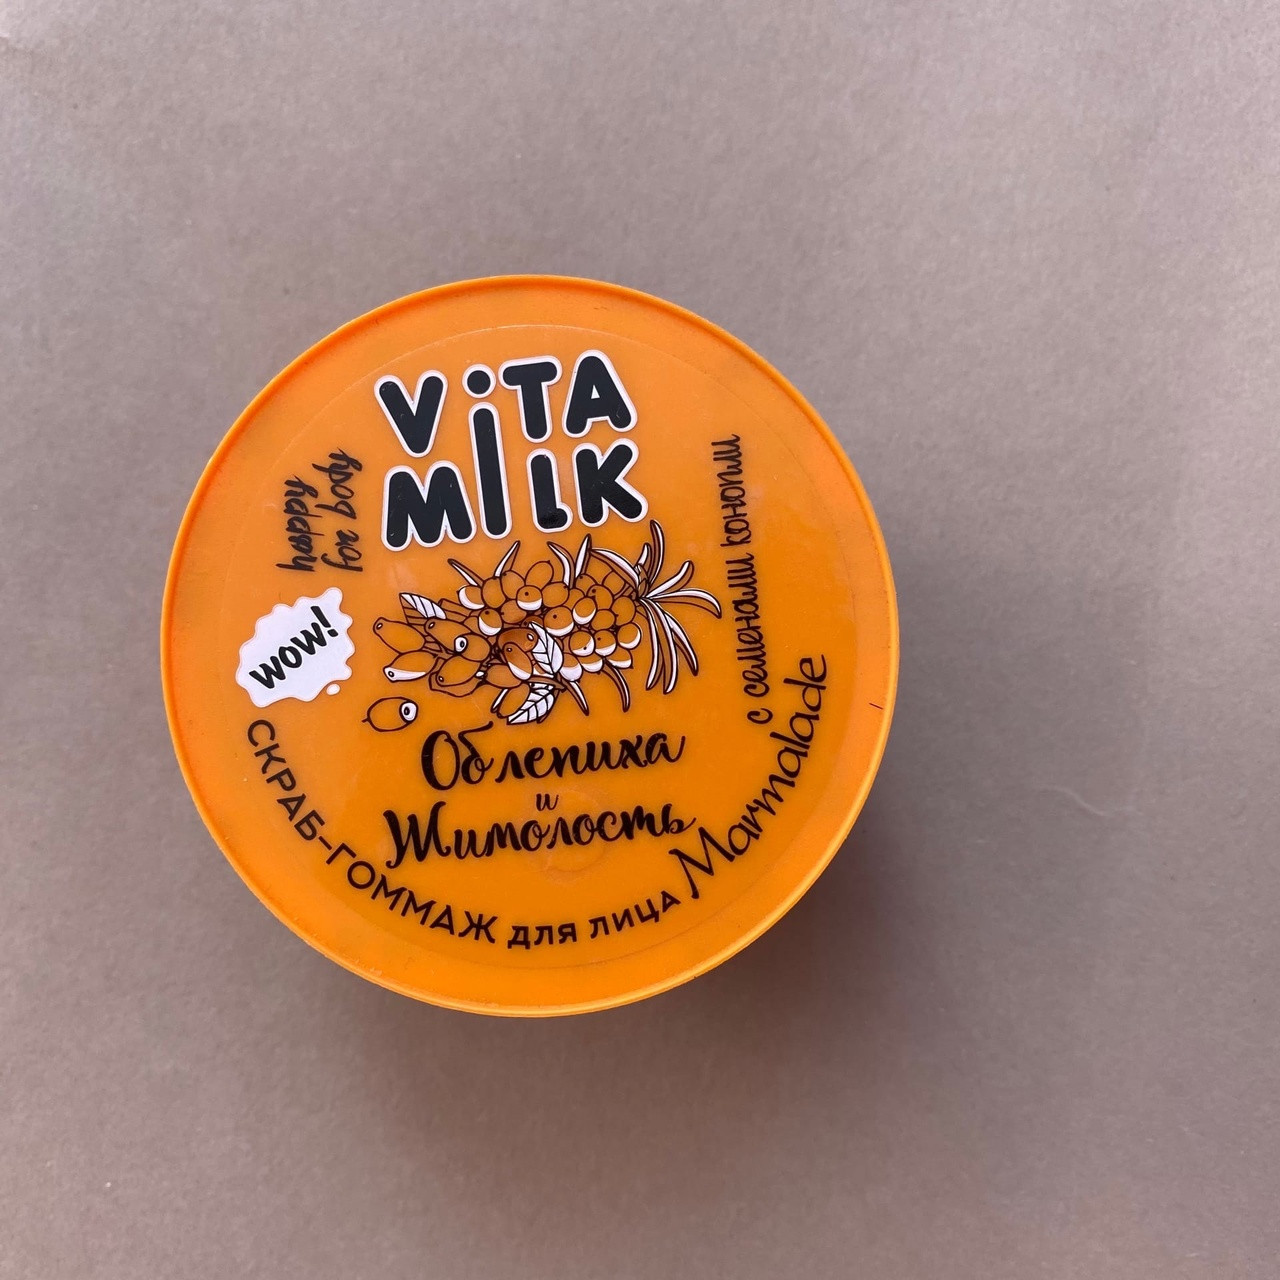 ViTA
MILK
happy
for body
wow!
Облепиха
и
Жимолость
с семенами конопли
СКРАБ-ГОММАЖ ДЛЯ ЛИЦА Marmalade